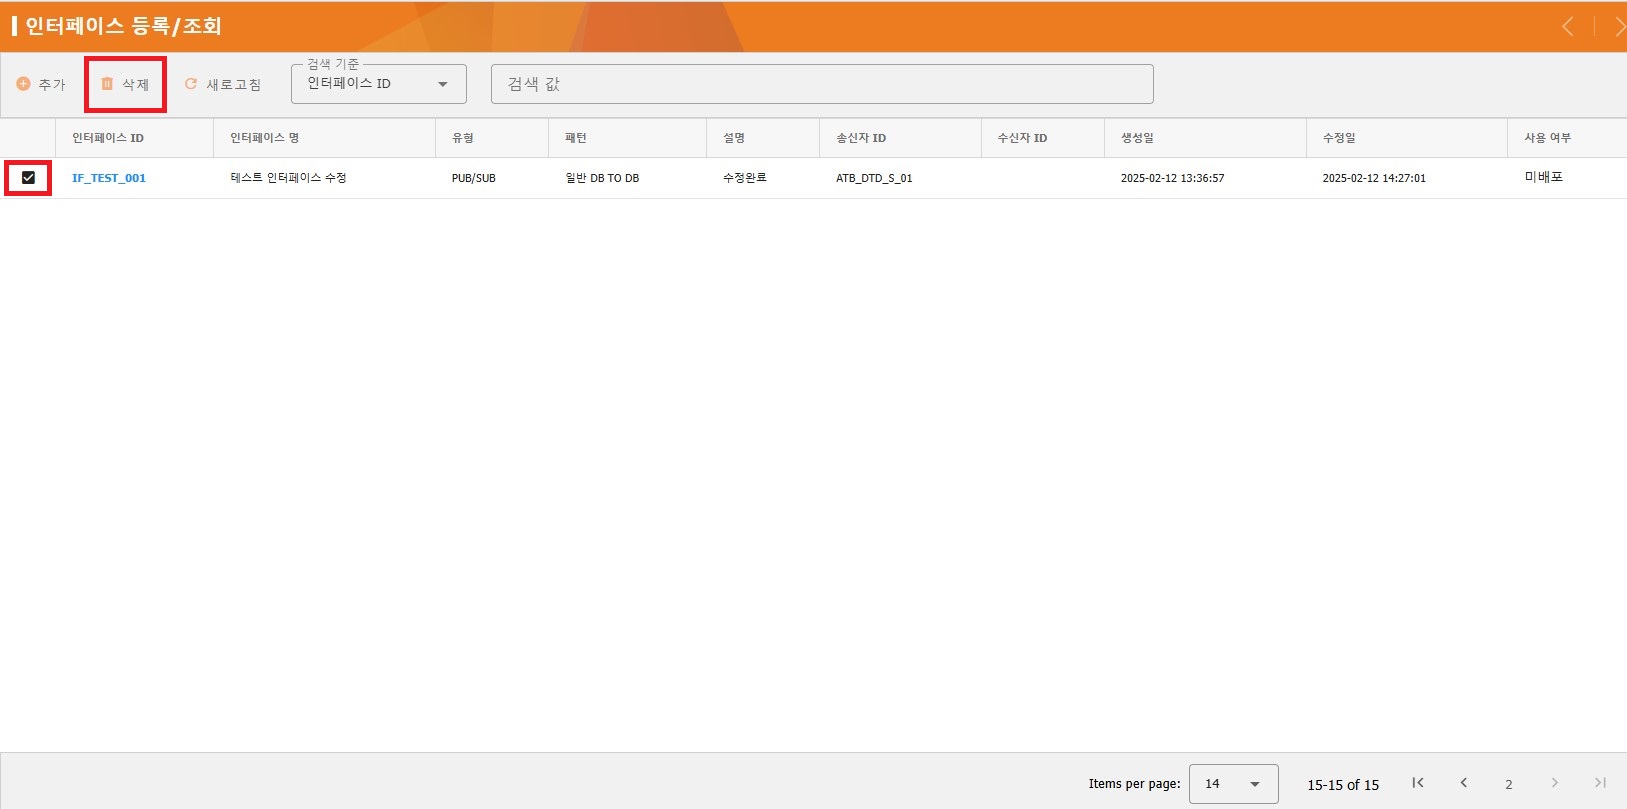 인터페이스 등록/조회
추가 삭제 새로고침 검색 기준 인터페이스 ID 검색 값
인터페이스 ID 인터페이스 명 유형 패턴 설명 송신자 ID 수신자 ID 생성일 수정일 사용 여부
IF_TEST_001 테스트 인터페이스 수정 PUB/SUB 일반 DB TO DB 수정완료 ATB_DTD_S_01 2025-02-12 13:36:57 2025-02-12 14:27:01 미배포
Items per page: 14 15-15 of 15 2